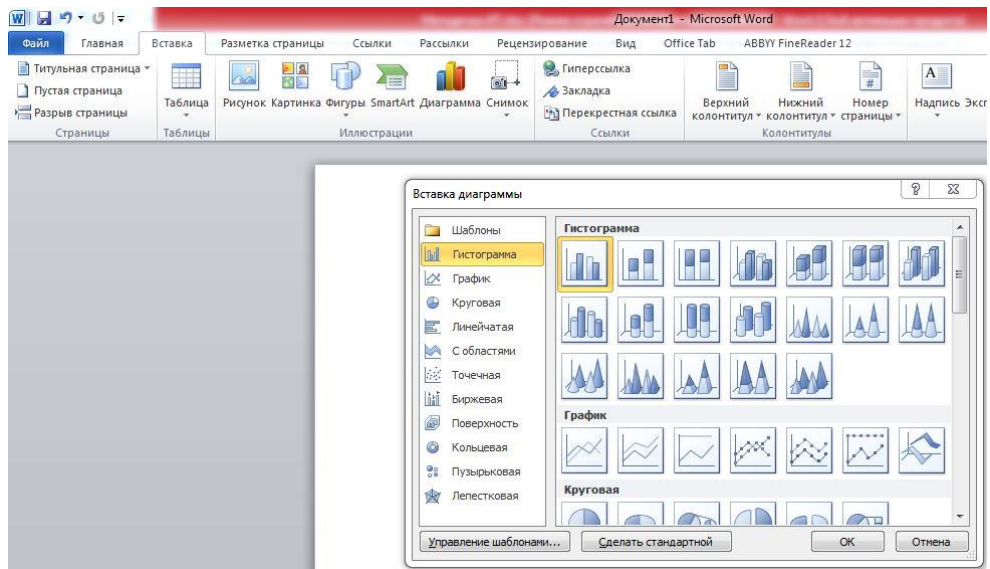 Документ1 - Microsoft Word
Файл Главная Вставка Разметка страницы Ссылки Рассылки Рецензирование Вид Office Tab ABBYY FineReader 12
Титульная страница
Пустая страница
Разрыв страницы
Страницы
Таблица
Таблицы
Рисунок Картинка Фигуры SmartArt Диаграмма Снимок
Иллюстрации
Гиперссылка
Закладка
Перекрестная ссылка
Ссылки
Верхний колонтитул
Нижний колонтитул
Номер страницы
Колонтитулы
Надпись Эксп
Вставка диаграммы
Шаблоны
Гистограмма
График
Круговая
Линейчатая
С областями
Точечная
Биржевая
Поверхность
Кольцевая
Пузырьковая
Лепестковая
Гистограмма
График
Круговая
Управление шаблонами...
Сделать стандартной
ОК
Отмена